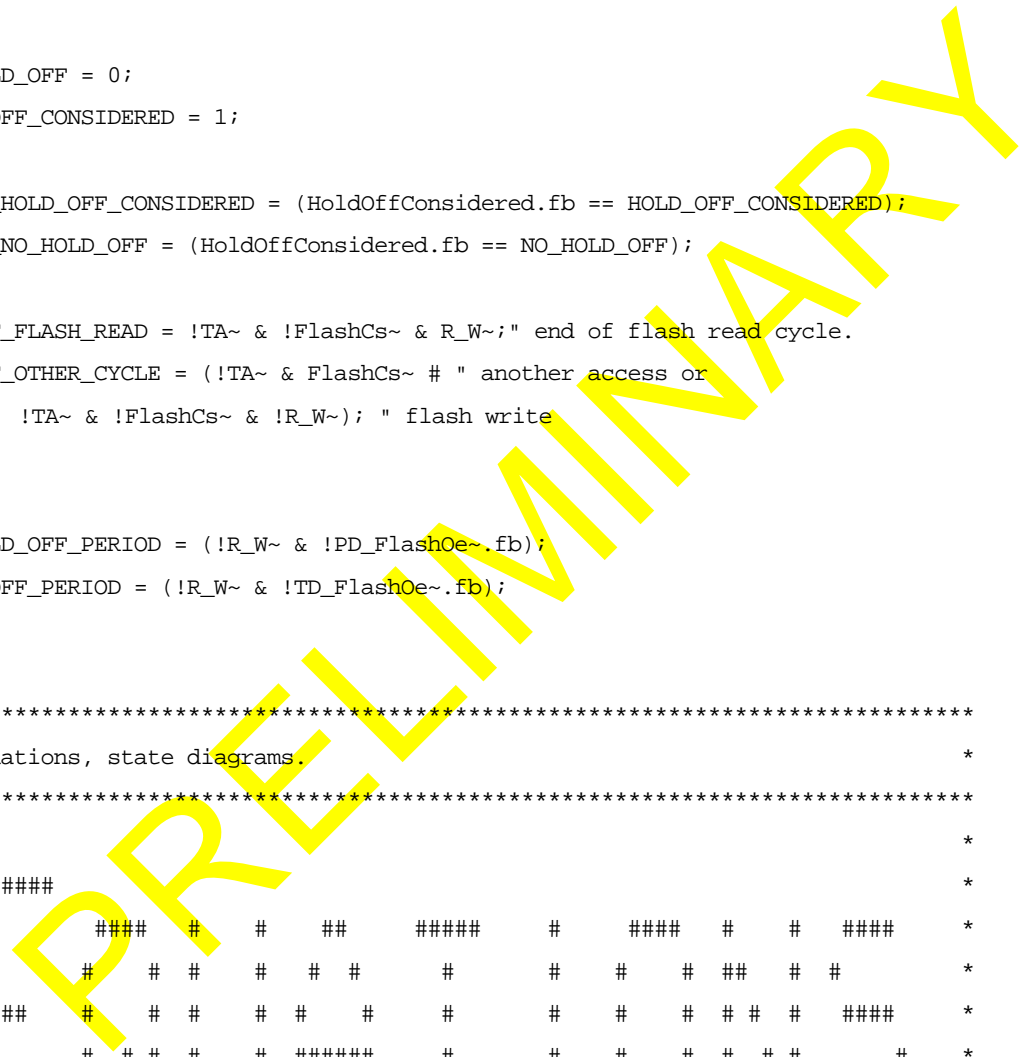 D_OFF = 0;
FF_CONSIDERED = 1;
_HOLD_OFF_CONSIDERED = (HoldOffConsidered.fb == HOLD_OFF_CONSIDERED);
_NO_HOLD_OFF = (HoldOffConsidered.fb == NO_HOLD_OFF);
_FLASH_READ = !TA~ & !FlashCs~ & R_W~;" end of flash read cycle.
_OTHER_CYCLE = (!TA~ & FlashCs~ # " another access or
!TA~ & !FlashCs~ & !R_W~); " flash write
D_OFF_PERIOD = (!R_W~ & !PD_FlashOe~.fb);
FF_PERIOD = (!R_W~ & !TD_FlashOe~.fb);
*************************************************************************
ations, state diagrams. *
*************************************************************************
*
#### *
#### # # ## ##### # #### # # #### *
# # # # # # # # # # ## # # *
## # # # # # # # # # # # # # #### *
# # # # # ###### # # # # # # # # *
PRELIMINARY